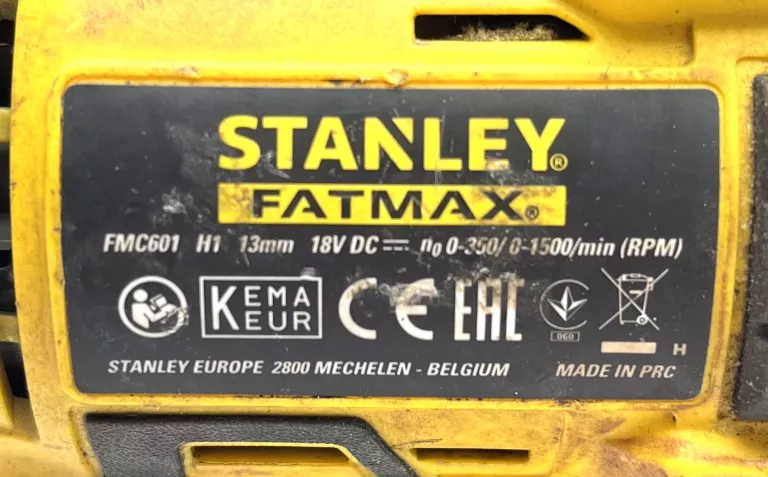 STANLEY®
FATMAX®
FMC601 H1 13mm 18V DC n0 0-350/ 0-1500/min (RPM)
KEMA
KEUR
CE EAC
060
H
STANLEY EUROPE 2800 MECHELEN - BELGIUM MADE IN PRC